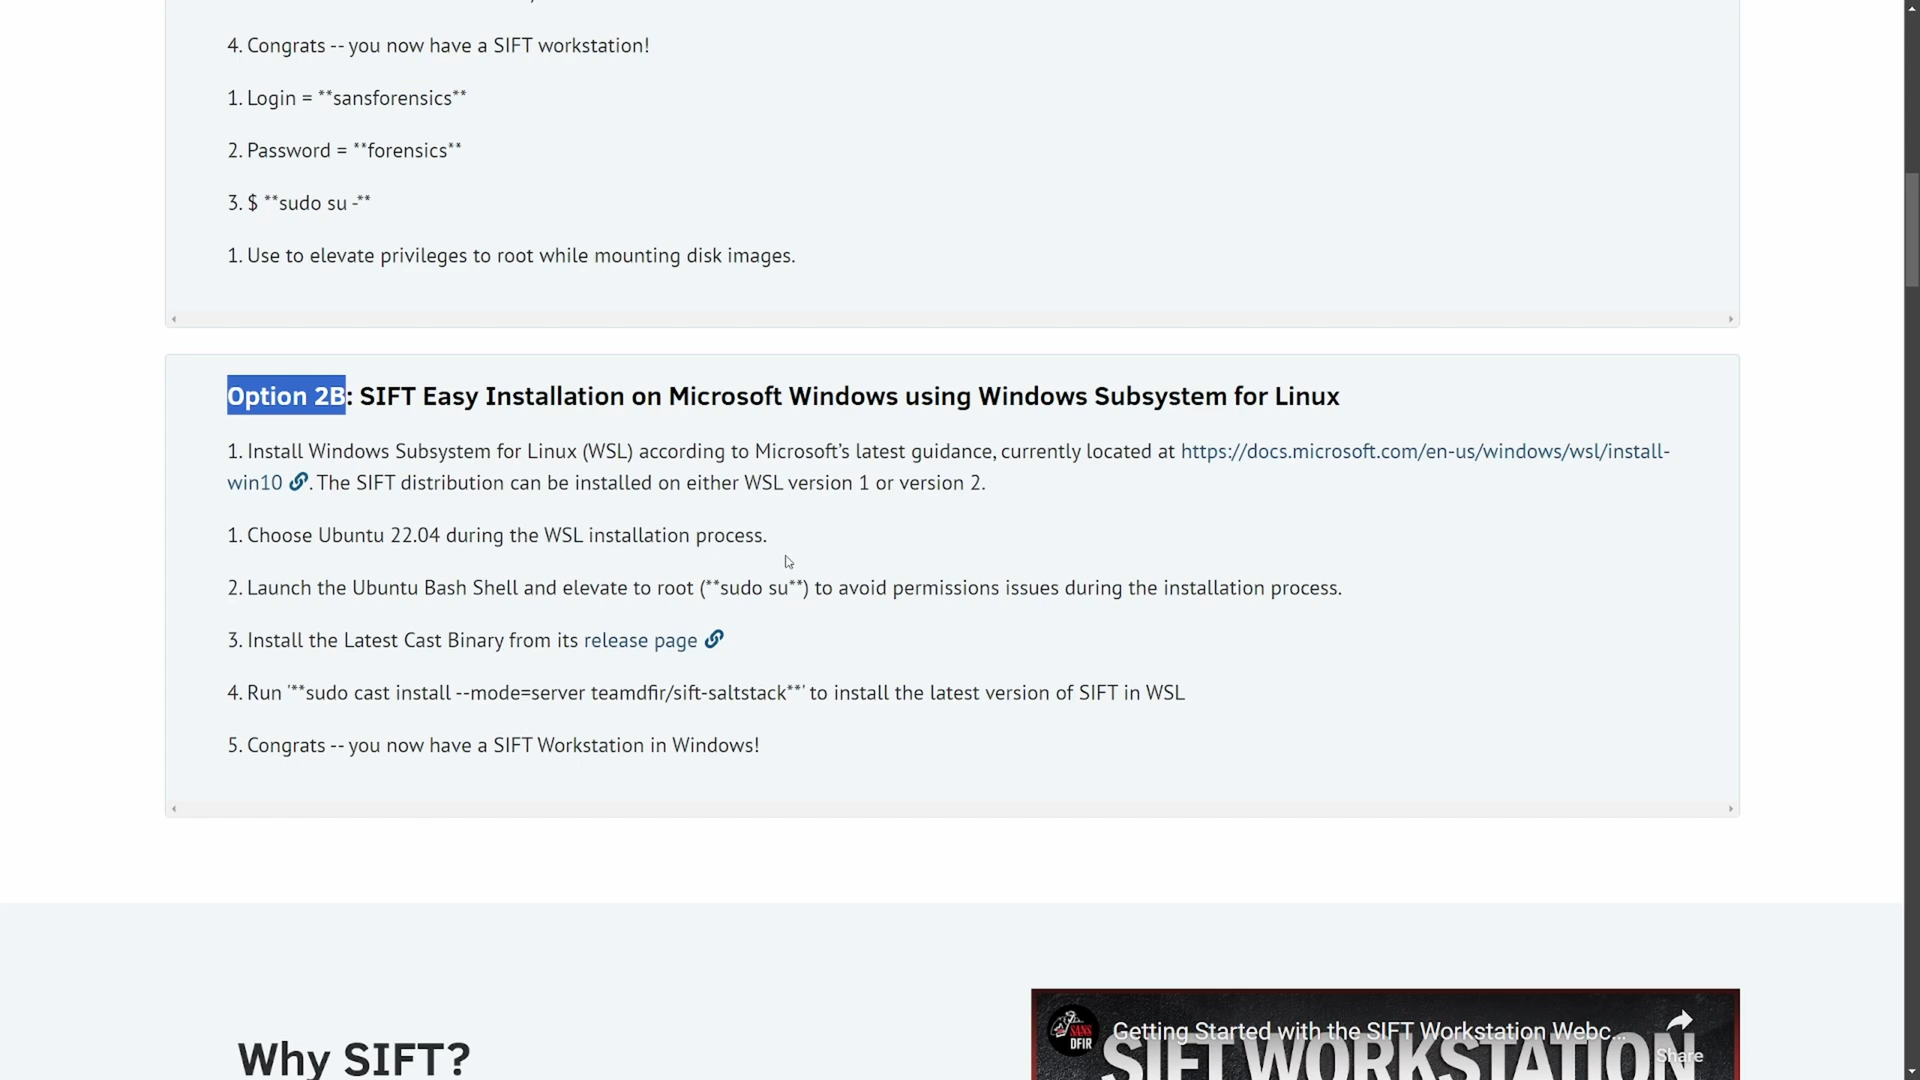 4. Congrats -- you now have a SIFT workstation!
1. Login = **sansforensics**
2. Password = **forensics**
3. $ **sudo su -**
1. Use to elevate privileges to root while mounting disk images.
Option 2B: SIFT Easy Installation on Microsoft Windows using Windows Subsystem for Linux
1. Install Windows Subsystem for Linux (WSL) according to Microsoft’s latest guidance, currently located at https://docs.microsoft.com/en-us/windows/wsl/install-
win10. The SIFT distribution can be installed on either WSL version 1 or version 2.
1. Choose Ubuntu 22.04 during the WSL installation process.
2. Launch the Ubuntu Bash Shell and elevate to root (**sudo su**) to avoid permissions issues during the installation process.
3. Install the Latest Cast Binary from its release page
4. Run '**sudo cast install --mode=server teamdfir/sift-saltstack**' to install the latest version of SIFT in WSL
5. Congrats -- you now have a SIFT Workstation in Windows!
Why SIFT?
SANS
DFIR
Getting Started with the SIFT Workstation Webc...
Share
SIFT WORKSTATION